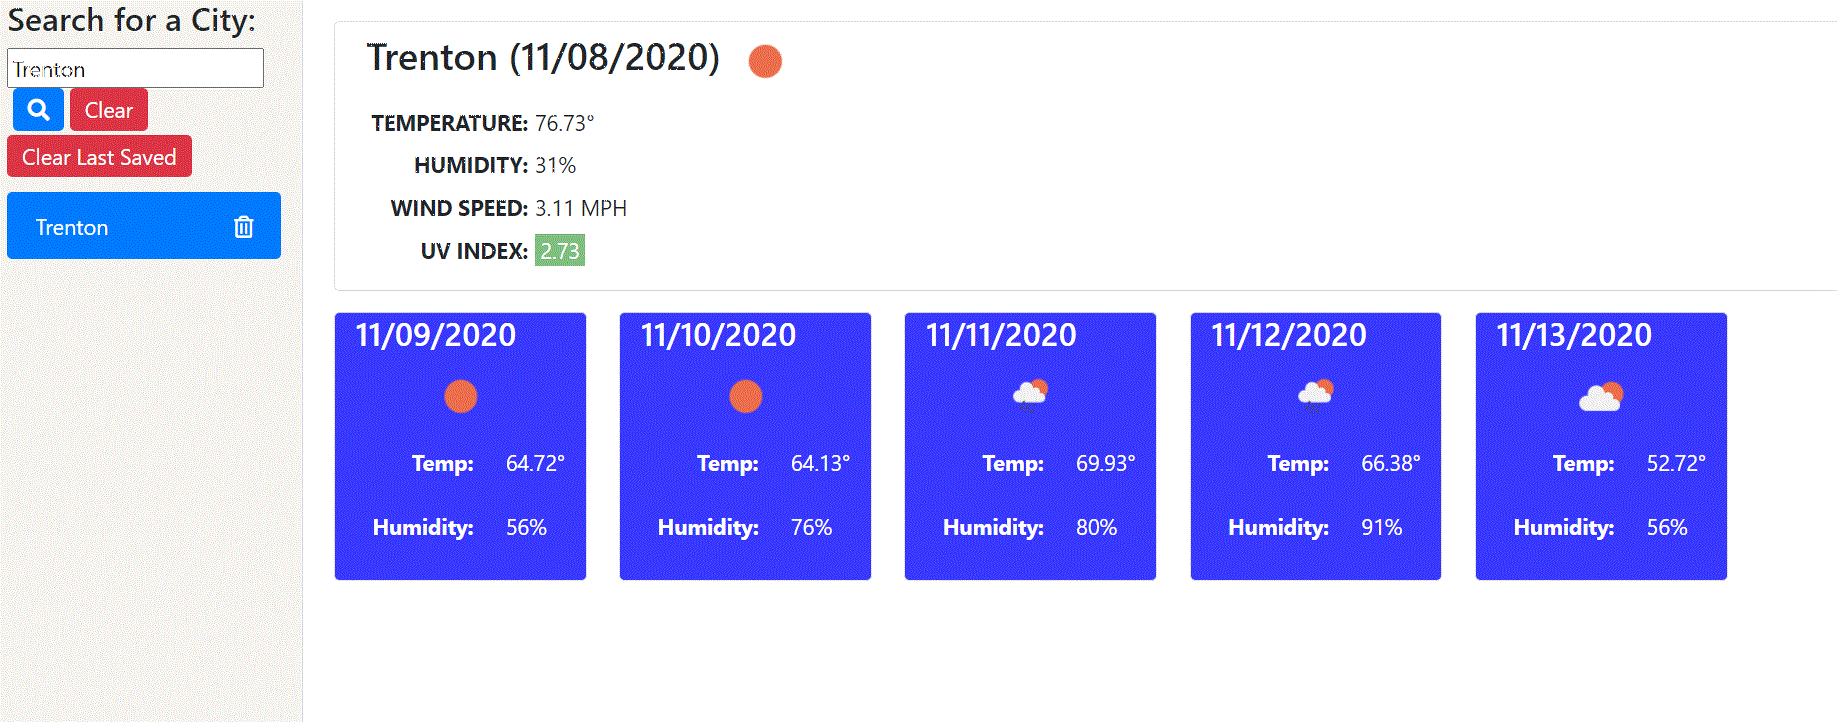 Search for a City:
Trenton
Clear
Clear Last Saved
Trenton
Trenton (11/08/2020)
TEMPERATURE: 76.73°
HUMIDITY: 31%
WIND SPEED: 3.11 MPH
UV INDEX: 2.73
11/09/2020
Temp: 64.72°
Humidity: 56%
11/10/2020
Temp: 64.13°
Humidity: 76%
11/11/2020
Temp: 69.93°
Humidity: 80%
11/12/2020
Temp: 66.38°
Humidity: 91%
11/13/2020
Temp: 52.72°
Humidity: 56%